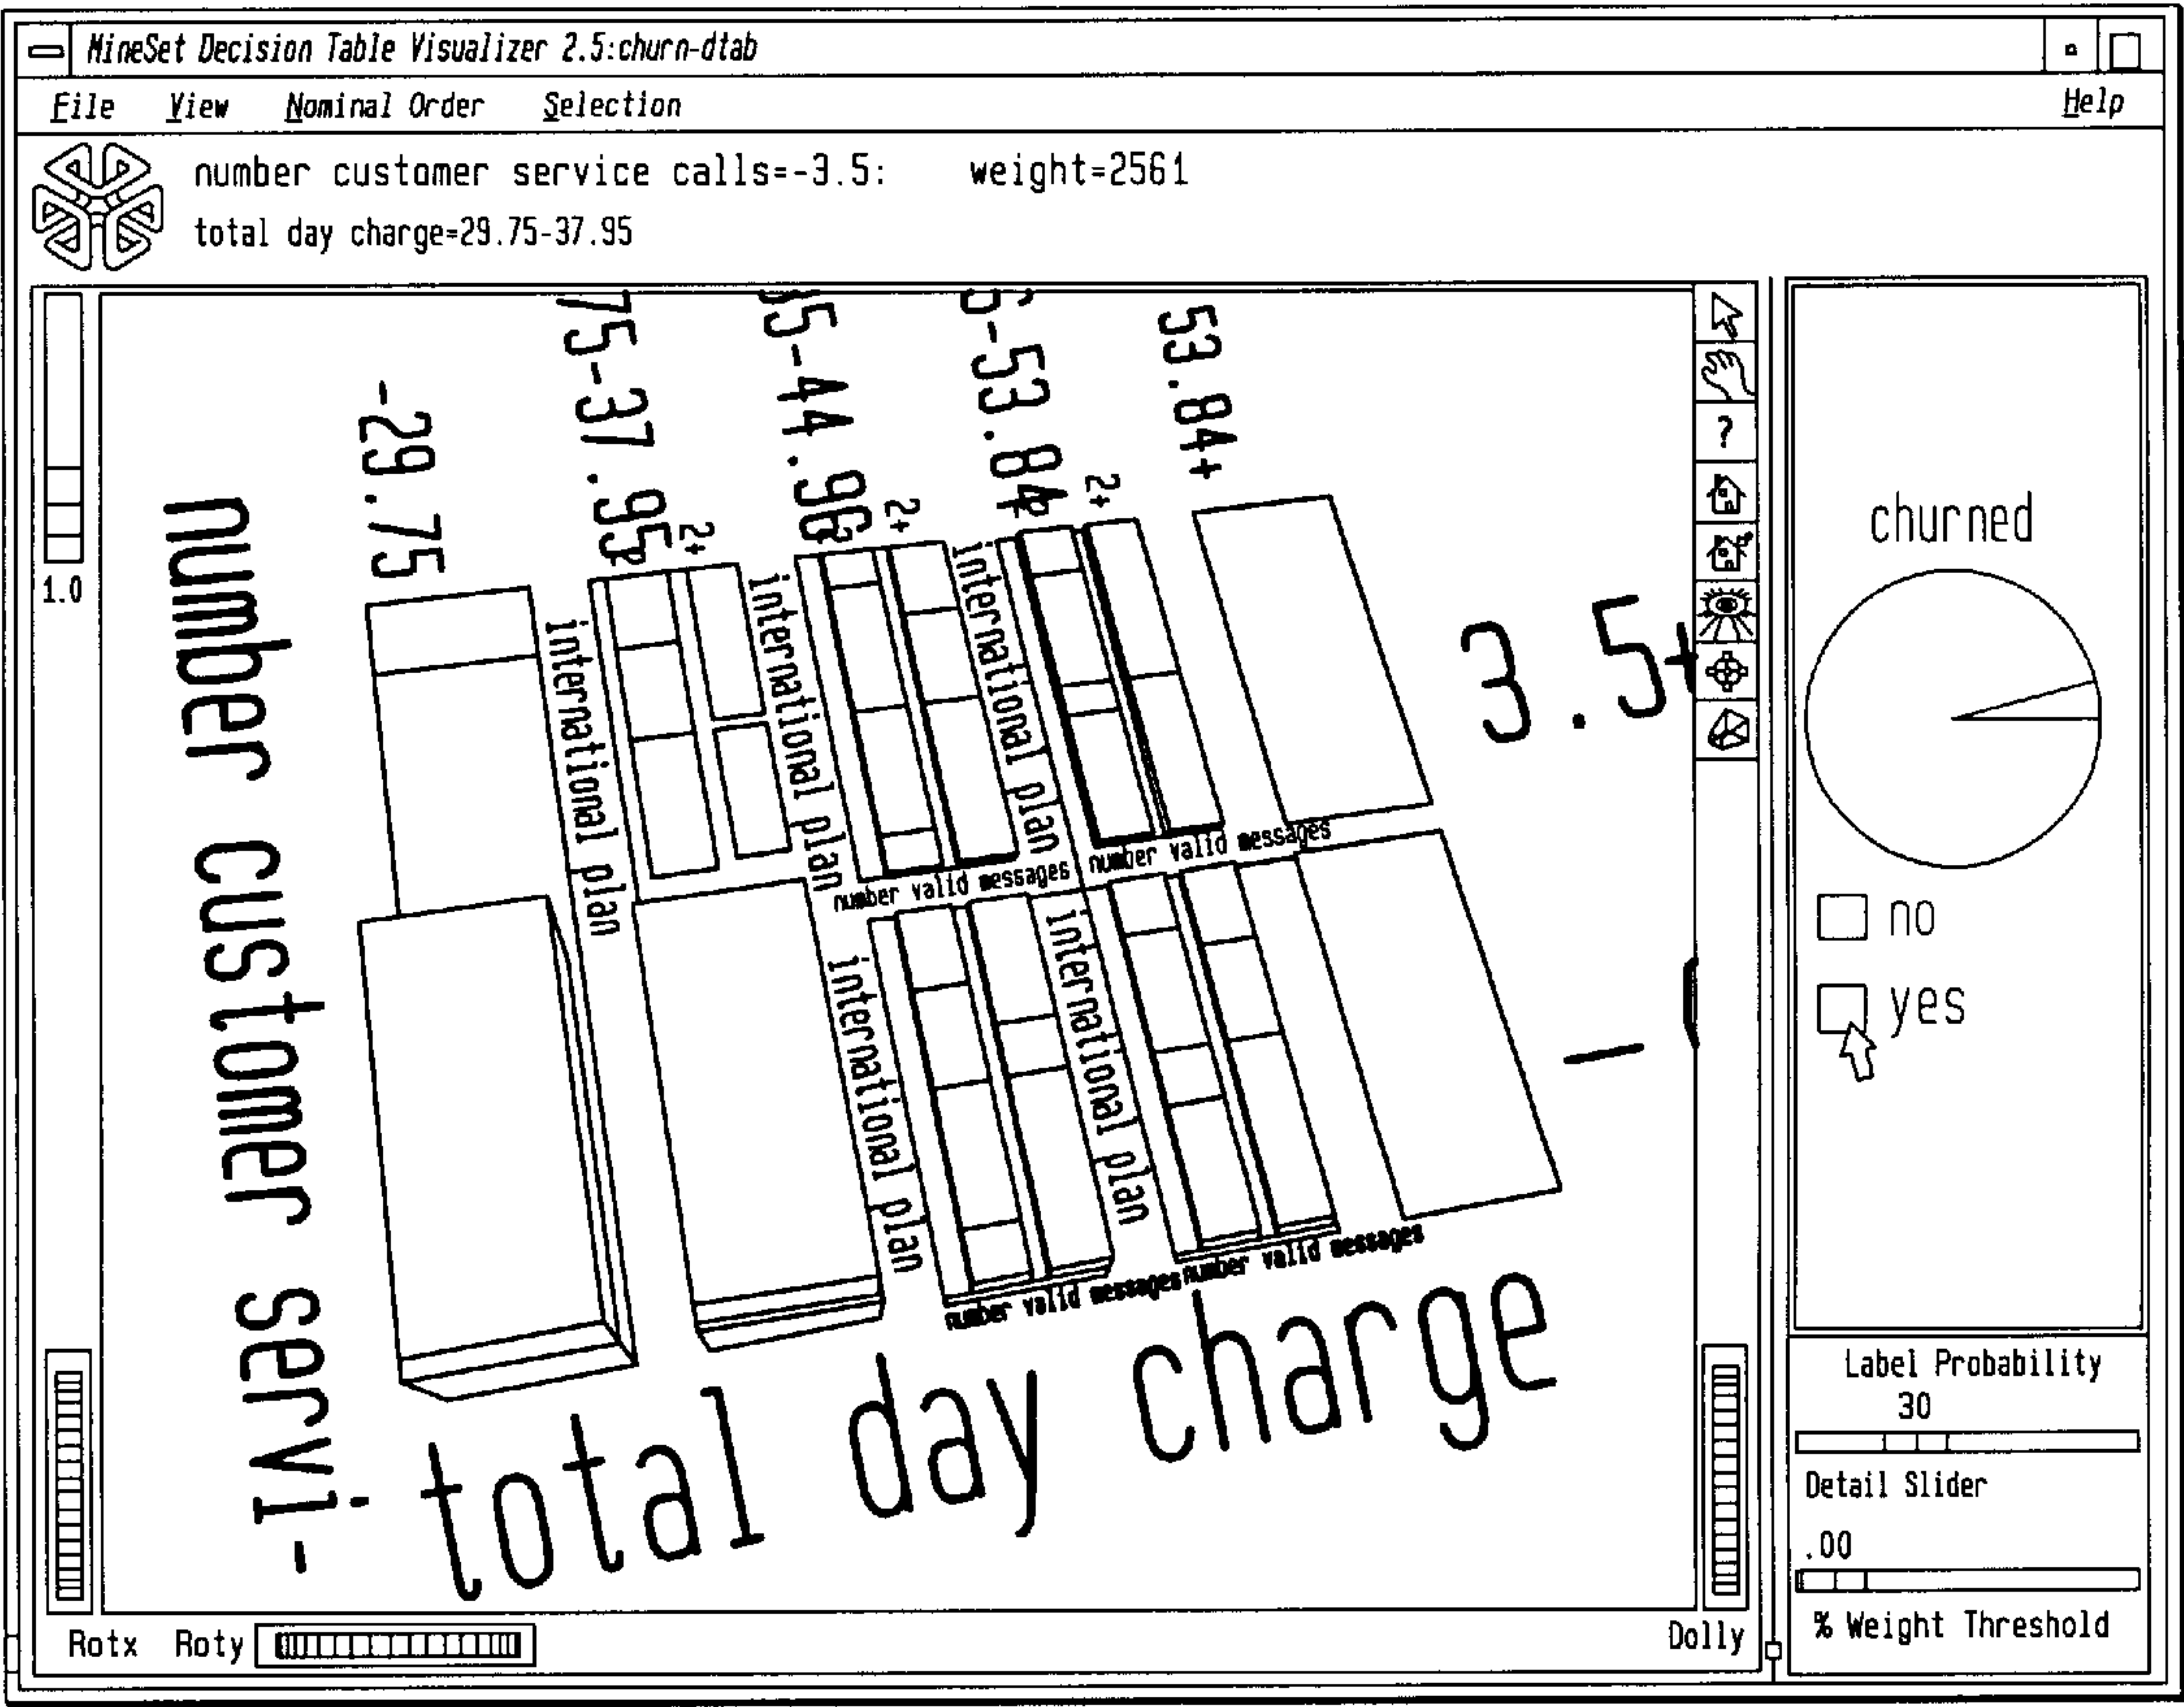 MineSet Decision Table Visualizer 2.5:churn-dtab
File View Nominal Order Selection Help
number customer service calls=-3.5: weight=2561
total day charge=29.75-37.95
1.0
-29.75
75-37.95
95-44.96
6-53.84
53.84+
2+
2+
2+
number customer servi-
international plan
international plan
international plan
3.5+
number valid messages
number valid messages
international plan
international plan
number valid messages
number valid messages
total day charge
?
churned
no
yes
Label Probability
30
Detail Slider
.00
% Weight Threshold
Rotx Roty
Dolly